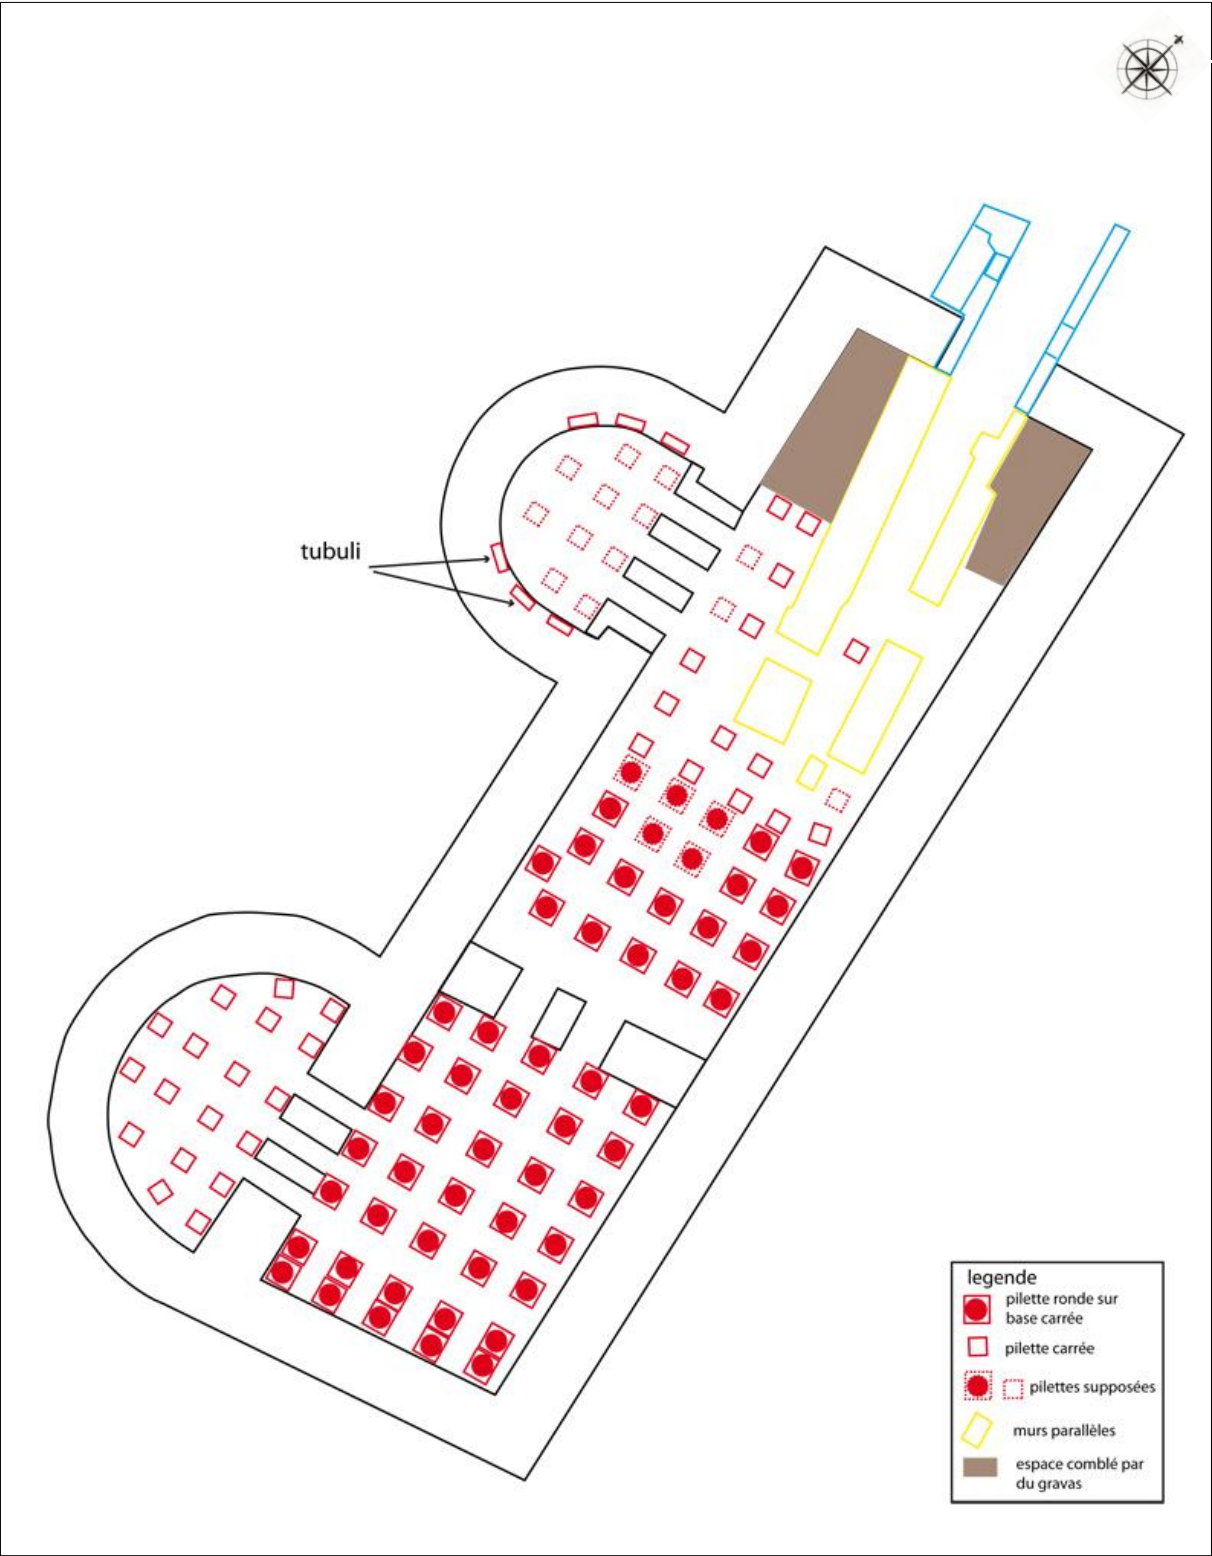 tubuli
legende
pilette ronde sur
base carrée
pilette carrée
pilettes supposées
murs parallèles
espace comblé par
du gravas